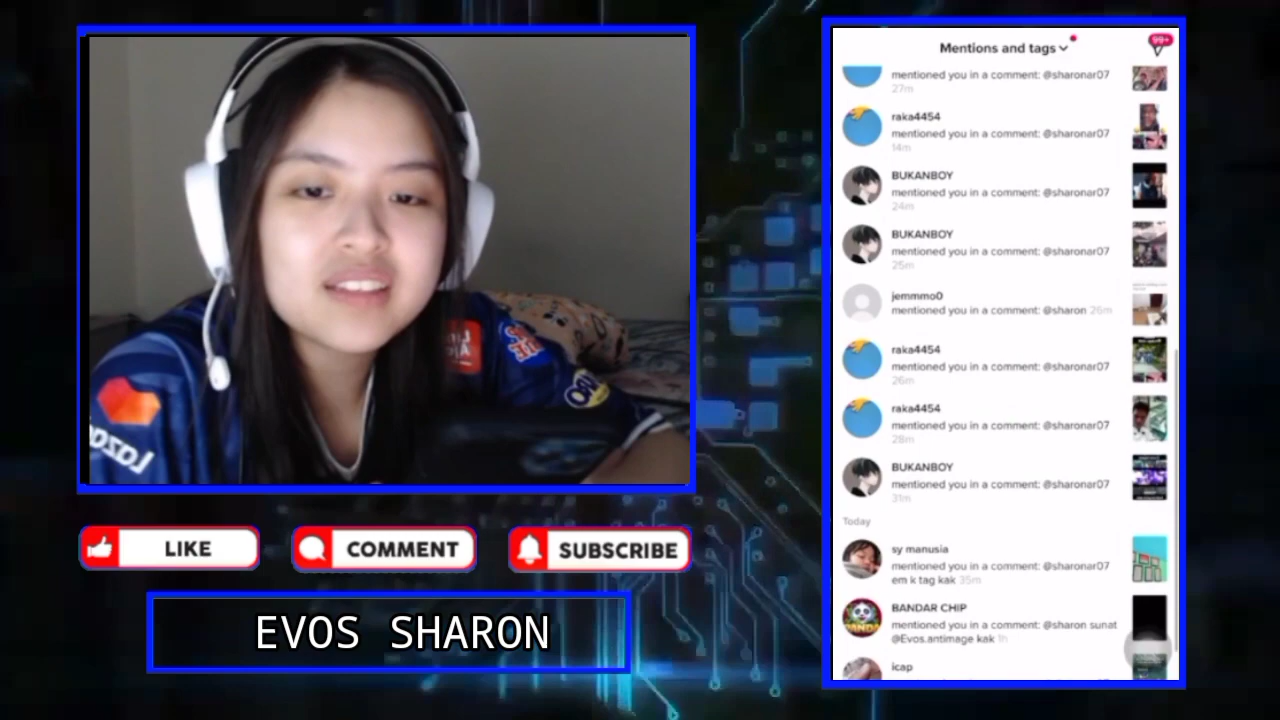 LIKE
COMMENT
SUBSCRIBE
EVOS SHARON
Mentions and tags
99+
mentioned you in a comment: @sharonar07
27m
raka4454
mentioned you in a comment: @sharonar07
14m
BUKANBOY
mentioned you in a comment: @sharonar07
24m
BUKANBOY
mentioned you in a comment: @sharonar07
25m
jemmmo0
mentioned you in a comment: @sharon 26m
raka4454
mentioned you in a comment: @sharonar07
26m
raka4454
mentioned you in a comment: @sharonar07
28m
BUKANBOY
mentioned you in a comment: @sharonar07
31m
Today
sy manusia
mentioned you in a comment: @sharonar07
em k tag kak 35m
BANDAR CHIP
mentioned you in a comment: @sharon sunat
@Evos.antimage kak 1h
icap